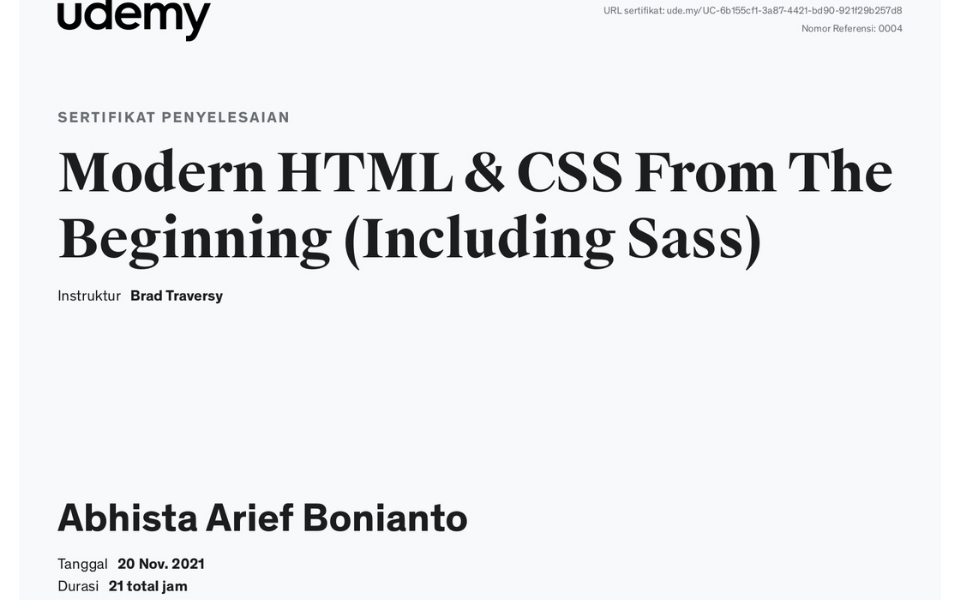 udemy
URL sertifikat: ude.my/UC-6b155cf1-3a87-4421-bd90-921f29b257d8
Nomor Referensi: 0004
SERTIFIKAT PENYELESAIAN
Modern HTML & CSS From The
Beginning (Including Sass)
Instruktur Brad Traversy
Abhista Arief Bonianto
Tanggal 20 Nov. 2021
Durasi 21 total jam